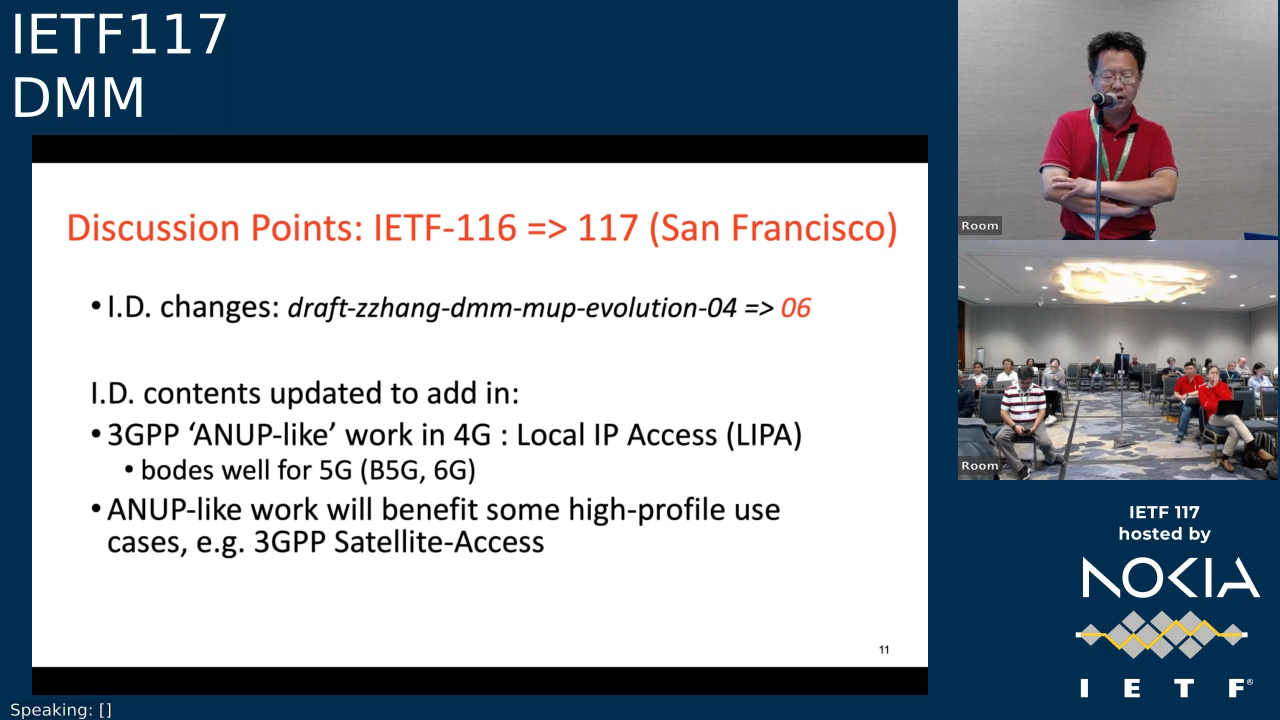 IETF117
DMM
Discussion Points: IETF-116 => 117 (San Francisco)
• I.D. changes: draft-zzhang-dmm-mup-evolution-04 => 06
I.D. contents updated to add in:
• 3GPP ‘ANUP-like’ work in 4G : Local IP Access (LIPA)
• bodes well for 5G (B5G, 6G)
• ANUP-like work will benefit some high-profile use
cases, e.g. 3GPP Satellite-Access
11
Room
Room
IETF 117
hosted by
NOKIA
I E T F®
Speaking: []